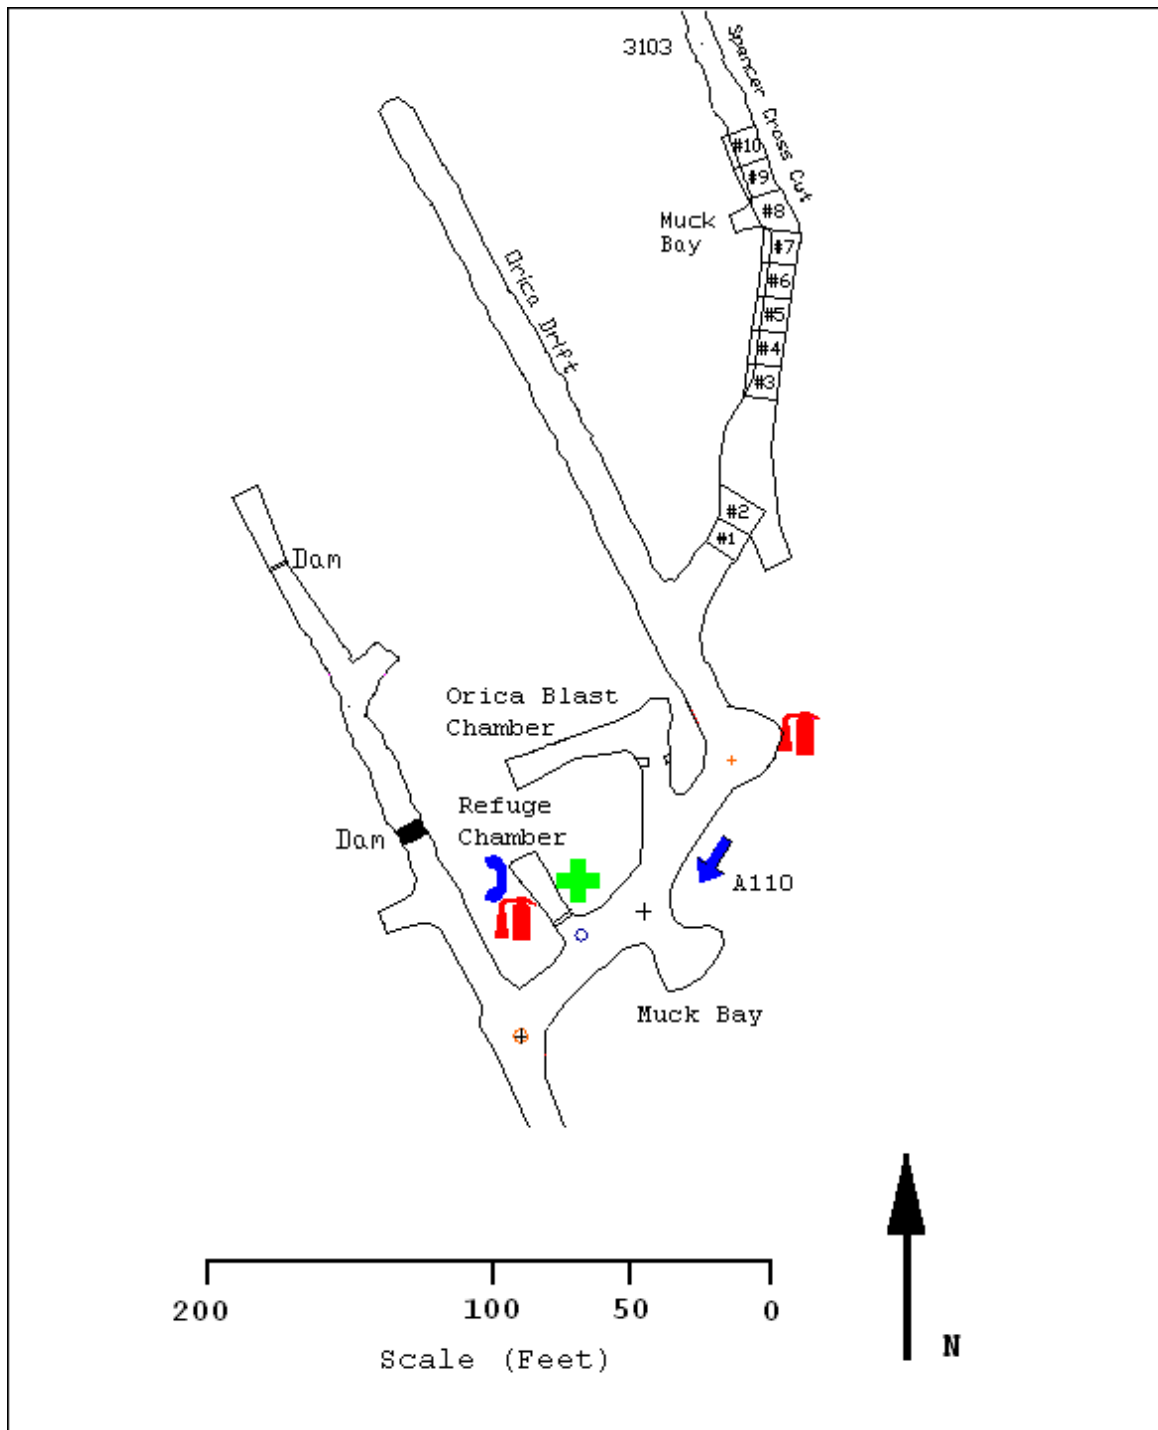 3103
Spencer Cross Cut
#10
#9
#8
Muck
Bay
#7
#6
#5
#4
#3
Orica Drift
#2
#1
Dam
Orica Blast
Chamber
Refuge
Chamber
Dam
A110
Muck Bay
200 100 50 0
Scale (Feet)
N